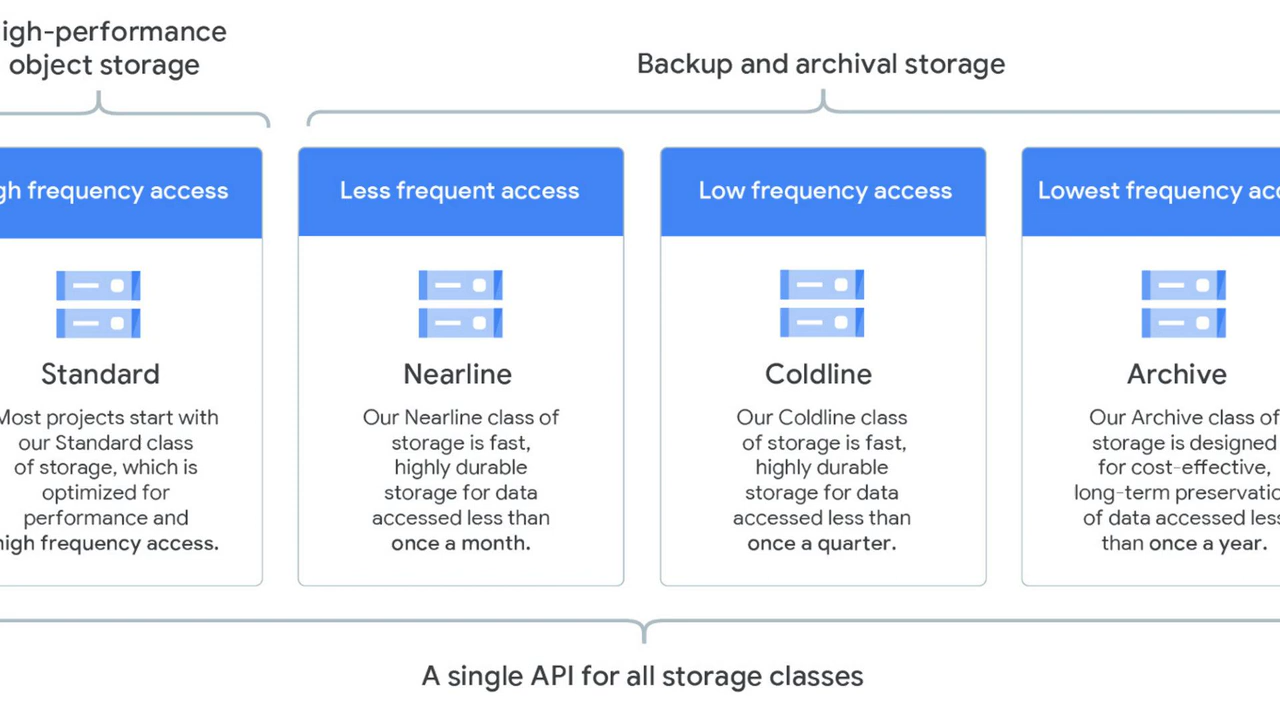 igh-performance
object storage
Backup and archival storage
gh frequency access
Less frequent access
Low frequency access
Lowest frequency acc
Standard
Most projects start with
our Standard class
of storage, which is
optimized for
performance and
high frequency access.
Nearline
Our Nearline class of
storage is fast,
highly durable
storage for data
accessed less than
once a month.
Coldline
Our Coldline class
of storage is fast,
highly durable
storage for data
accessed less than
once a quarter.
Archive
Our Archive class of
storage is designed
for cost-effective,
long-term preservatio
of data accessed less
than once a year.
A single API for all storage classes